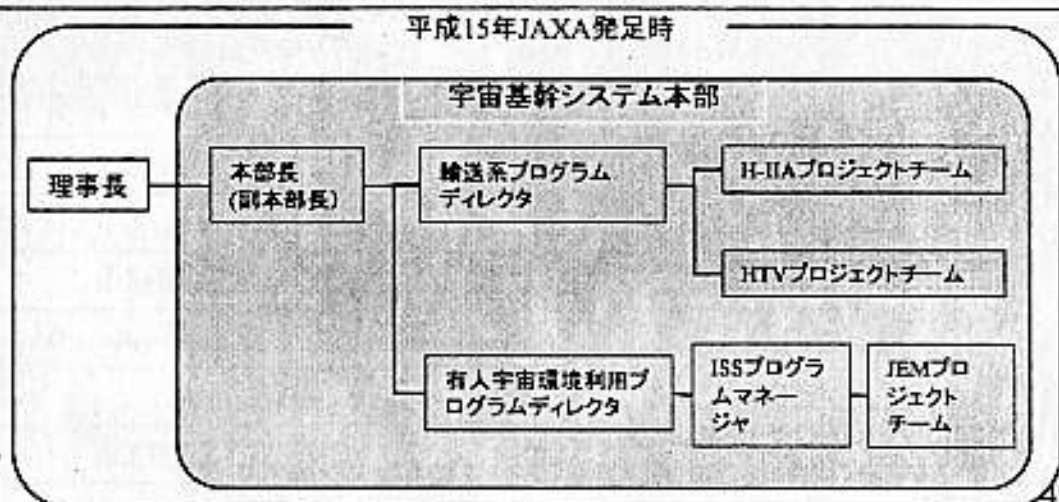 平成15年JAXA発足時
宇宙基幹システム本部
理事長
本部長
(副本部長)
輸送系プログラム
ディレクタ
H-IIAプロジェクトチーム
HTVプロジェクトチーム
有人宇宙環境利用プ
ログラムディレクタ
ISSプログラ
ムマネー
ジャ
JEMプロ
ジェクト
チーム